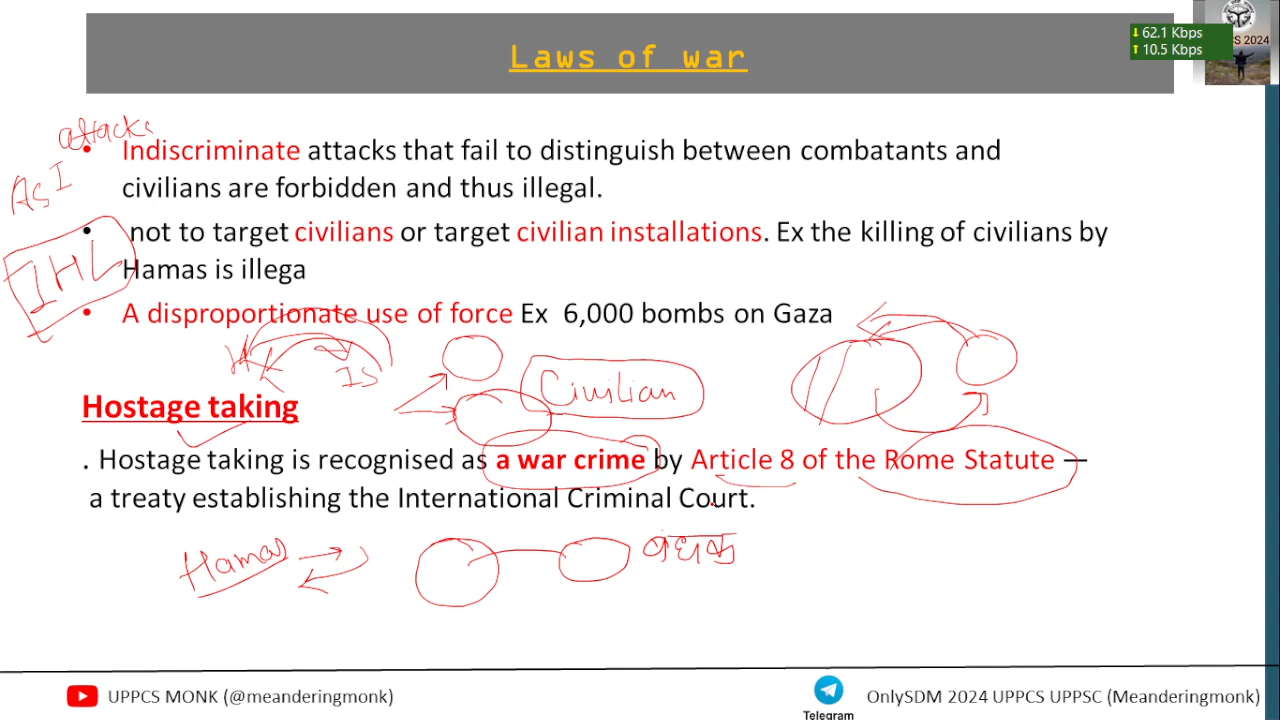 Laws of war
↓ 62.1 Kbps
↑ 10.5 Kbps
CS 2024
attacks
• Indiscriminate attacks that fail to distinguish between combatants and
civilians are forbidden and thus illegal.
As I
• not to target civilians or target civilian installations. Ex the killing of civilians by
Hamas is illega
IHL
• A disproportionate use of force Ex 6,000 bombs on Gaza
H
Is
Civilian
Hostage taking
. Hostage taking is recognised as a war crime by Article 8 of the Rome Statute —
a treaty establishing the International Criminal Court.
Hamas
बंधक
UPPCS MONK (@meanderingmonk)
Telegram
OnlySDM 2024 UPPCS UPPSC (Meanderingmonk)